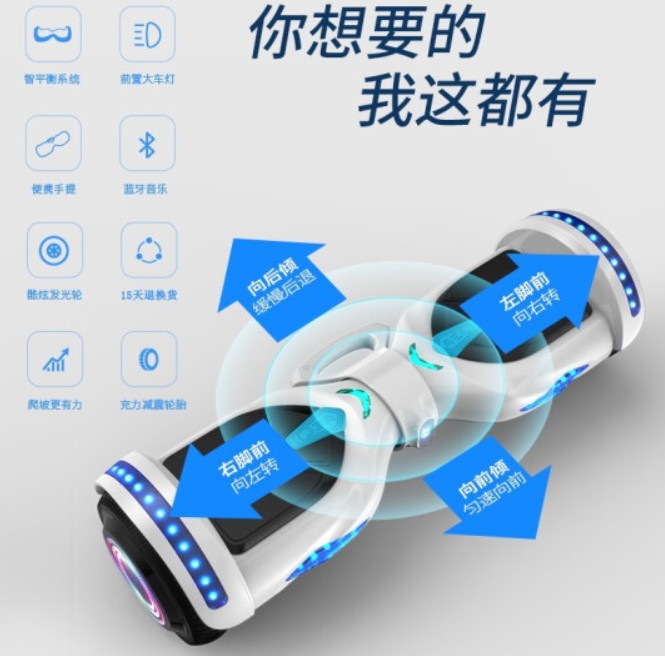 你想要的
我这都有
智平衡系统
前置大车灯
便携手提
蓝牙音乐
酷炫发光轮
15天退换货
爬坡更有力
充力减震轮胎
向后倾
缓慢后退
左脚前
向右转
右脚前
向左转
向前倾
匀速向前